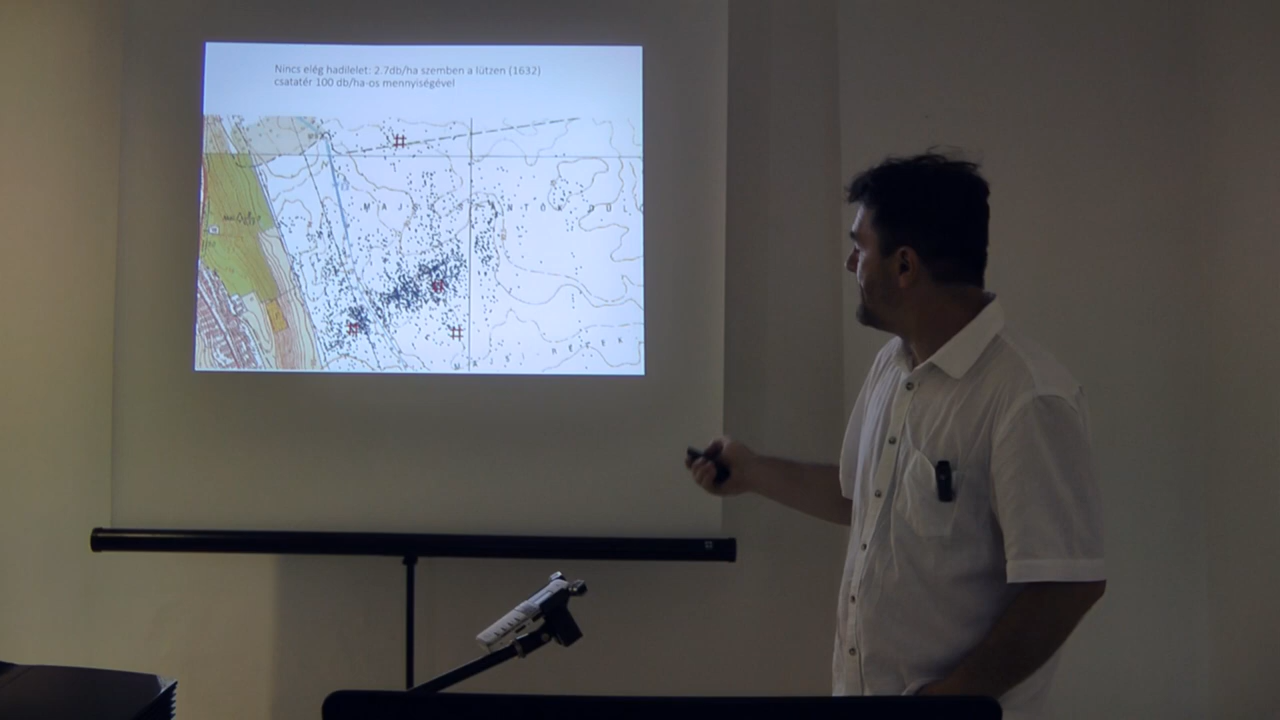 Nincs elég hadilelet: 2.7db/ha szemben a lützen (1632)
csatatér 100 db/ha-os mennyiségével